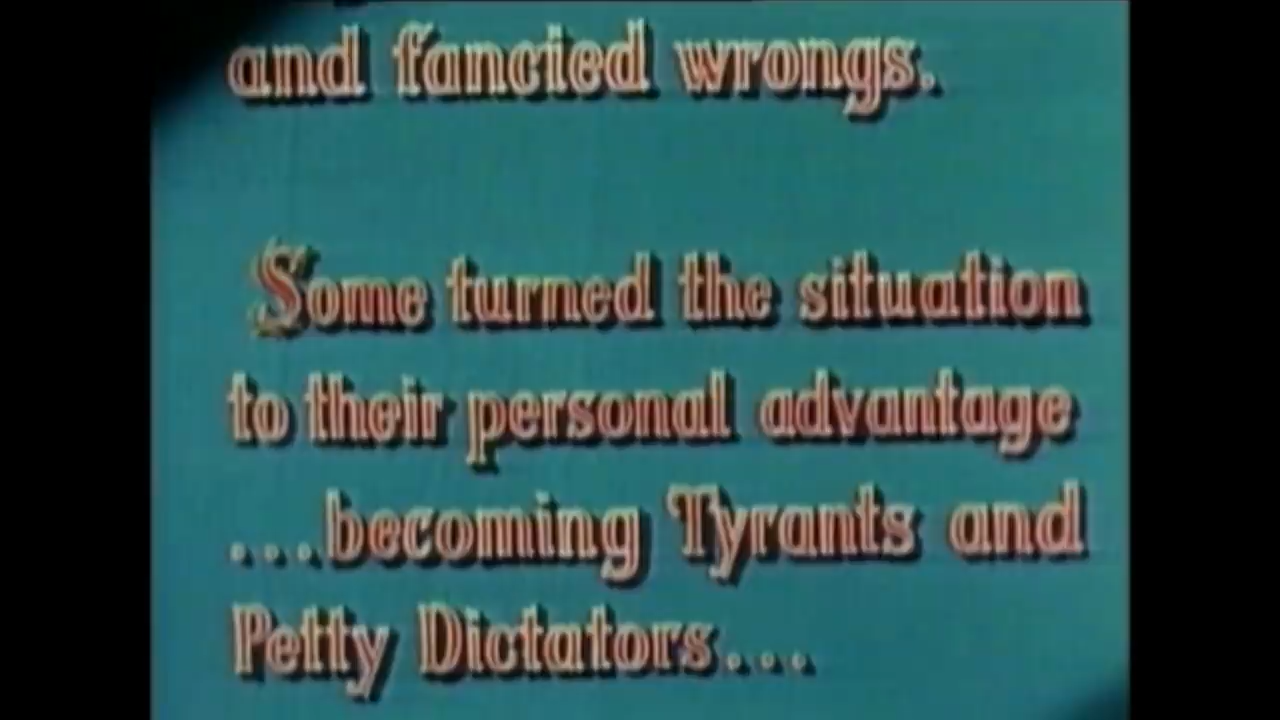 and fancied wrongs.
Some turned the situation
to their personal advantage
...becoming Tyrants and
Petty Dictators....